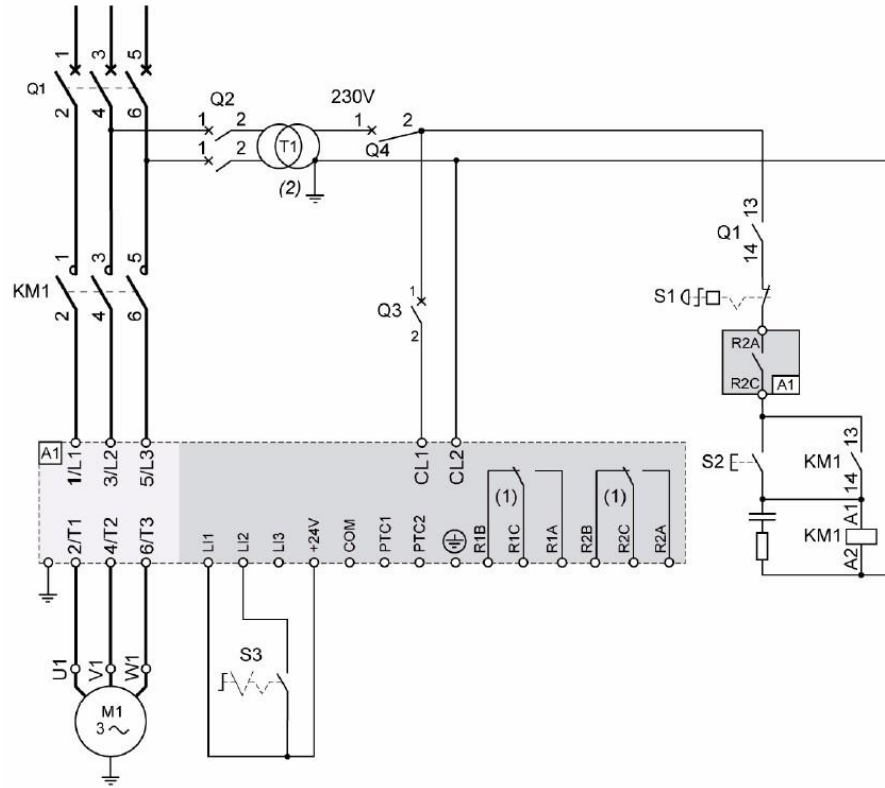 1 3 5
Q1
2 4 6
Q2
1 2
1 2
T1
(2)
230V
1 2
Q4
13
Q1
14
S1
R2A
R2C A1
1 3 5
KM1
2 4 6
1
Q3
2
S2
13
KM1
14
A1
KM1
A2
A1
1/L1 3/L2 5/L3 CL1 CL2
(1) (1)
2/T1 4/T2 6/T3 LI1 LI2 LI3 +24V COM PTC1 PTC2 R1B R1C R1A R2B R2C R2A
S3
U1 V1 W1
M1
3